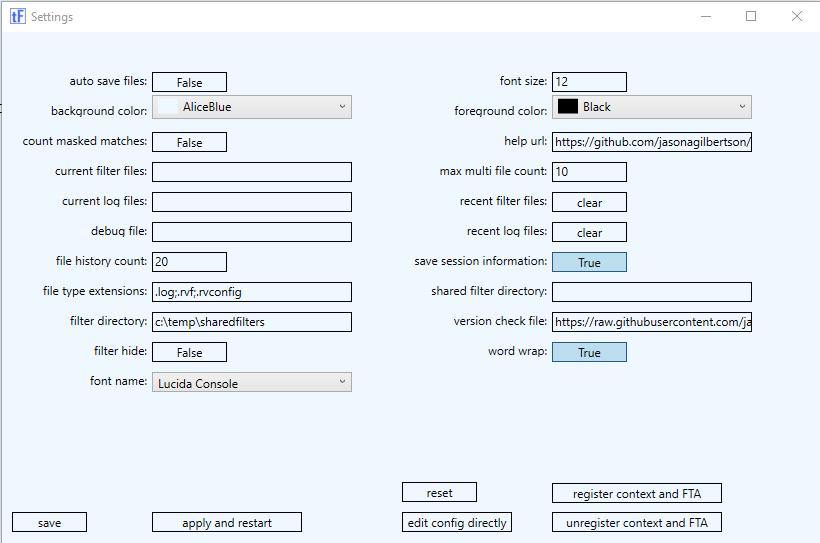 tF Settings
auto save files: False
background color: AliceBlue
count masked matches: False
current filter files:
current log files:
debug file:
file history count: 20
file type extensions: .log;.rvf;.rvconfig
filter directory: c:\temp\sharedfilters
filter hide: False
font name: Lucida Console
font size: 12
foreground color: Black
help url: https://github.com/jasonagilbertson/
max multi file count: 10
recent filter files: clear
recent log files: clear
save session information: True
shared filter directory:
version check file: https://raw.githubusercontent.com/ja
word wrap: True
reset
register context and FTA
save
apply and restart
edit config directly
unregister context and FTA